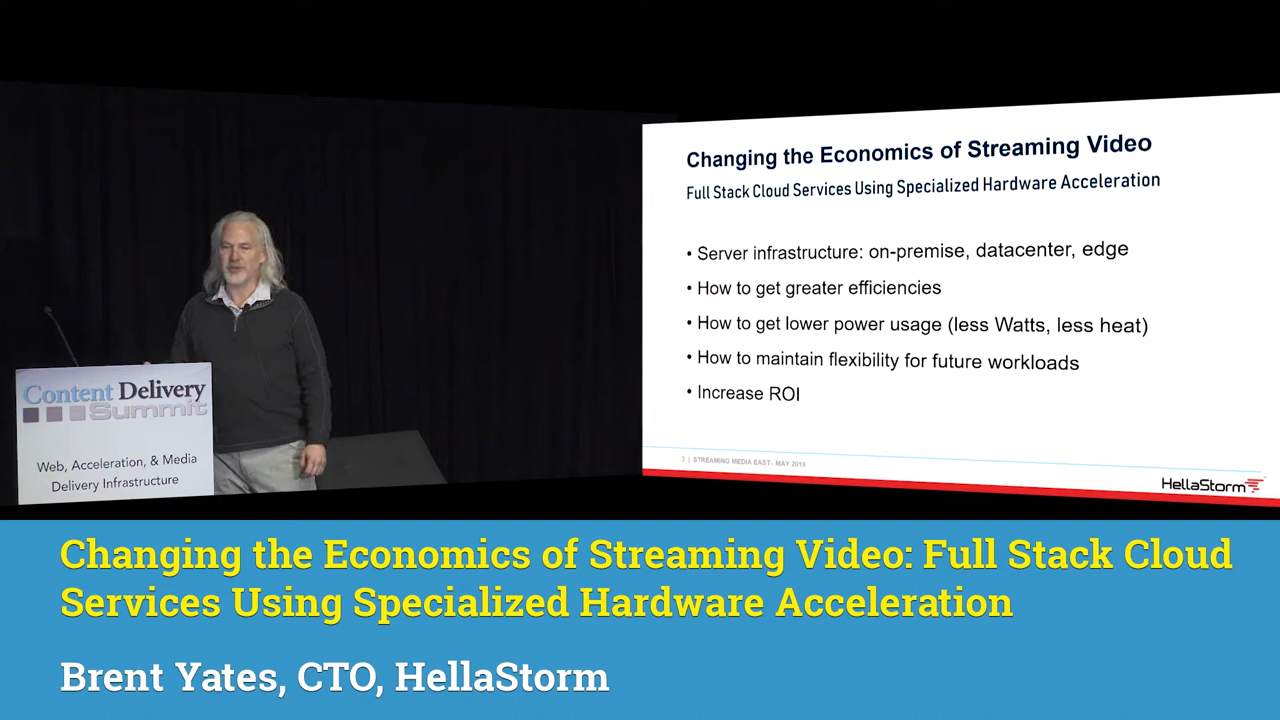 Changing the Economics of Streaming Video
Full Stack Cloud Services Using Specialized Hardware Acceleration
• Server infrastructure: on-premise, datacenter, edge
• How to get greater efficiencies
• How to get lower power usage (less Watts, less heat)
• How to maintain flexibility for future workloads
• Increase ROI
3 | STREAMING MEDIA EAST- MAY 2019
HellaStorm
Content Delivery
Summit
Web, Acceleration, & Media
Delivery Infrastructure
Changing the Economics of Streaming Video: Full Stack Cloud
Services Using Specialized Hardware Acceleration
Brent Yates, CTO, HellaStorm